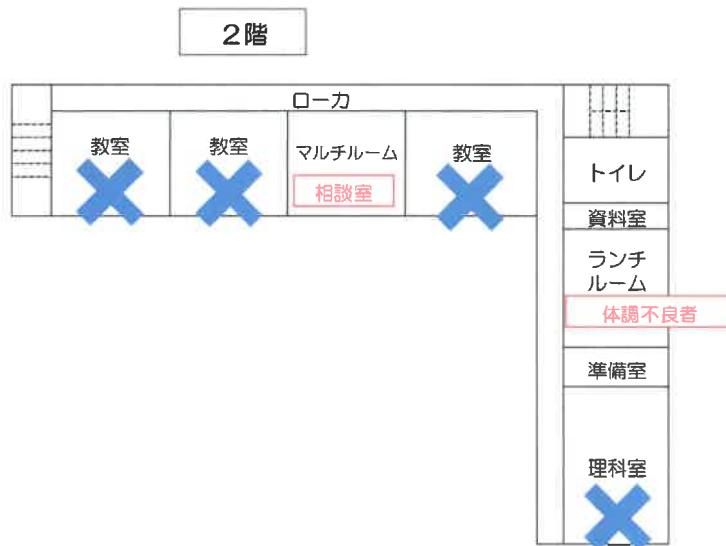 2階
ローカ
教室
教室
マルチルーム
教室
相談室
トイレ
資料室
ランチ
ルーム
体調不良者
準備室
理科室